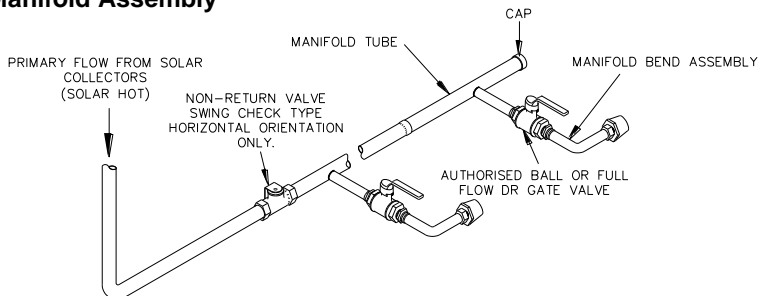 Manifold Assembly
CAP
MANIFOLD TUBE
MANIFOLD BEND ASSEMBLY
PRIMARY FLOW FROM SOLAR
COLLECTORS
(SOLAR HOT)
NON-RETURN VALVE
SWING CHECK TYPE
HORIZONTAL ORIENTATION
ONLY.
AUTHORISED BALL OR FULL
FLOW DR GATE VALVE